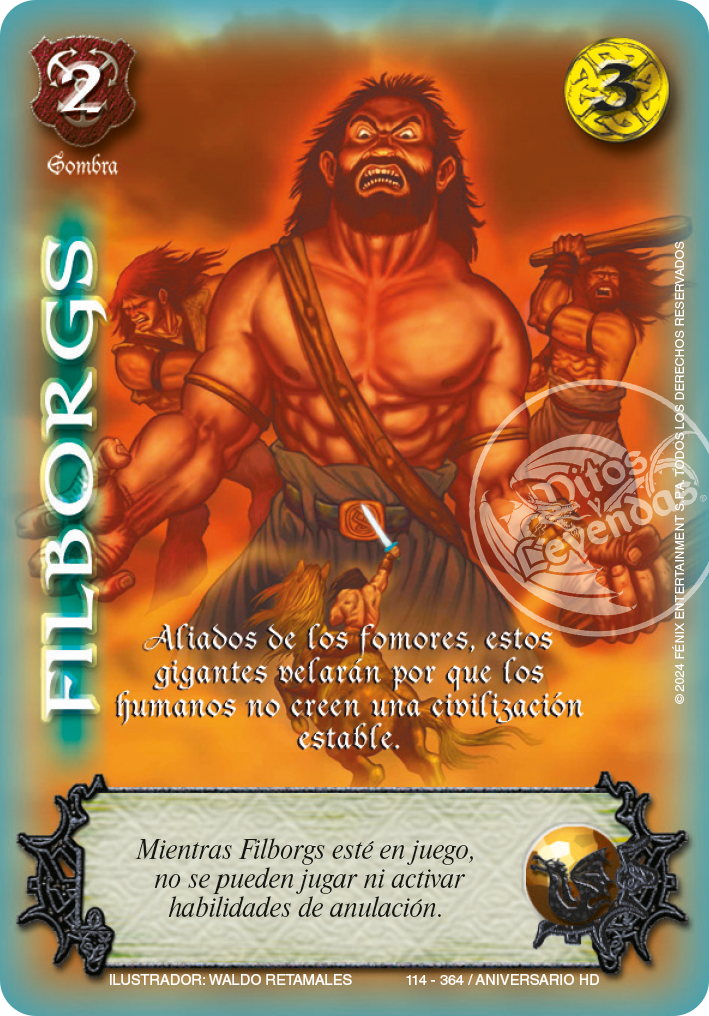 2
3
Sombra
FILBORGS
Mitos
y
Leyendas
®
© 2024 FÉNIX ENTERTAINMENT S.P.A. TODOS LOS DERECHOS RESERVADOS
Aliados de los fomores, estos
gigantes velarán por que los
humanos no creen una civilización
estable.
Mientras Filborgs esté en juego,
no se pueden jugar ni activar
habilidades de anulación.
ILUSTRADOR: WALDO RETAMALES 114 - 364 / ANIVERSARIO HD